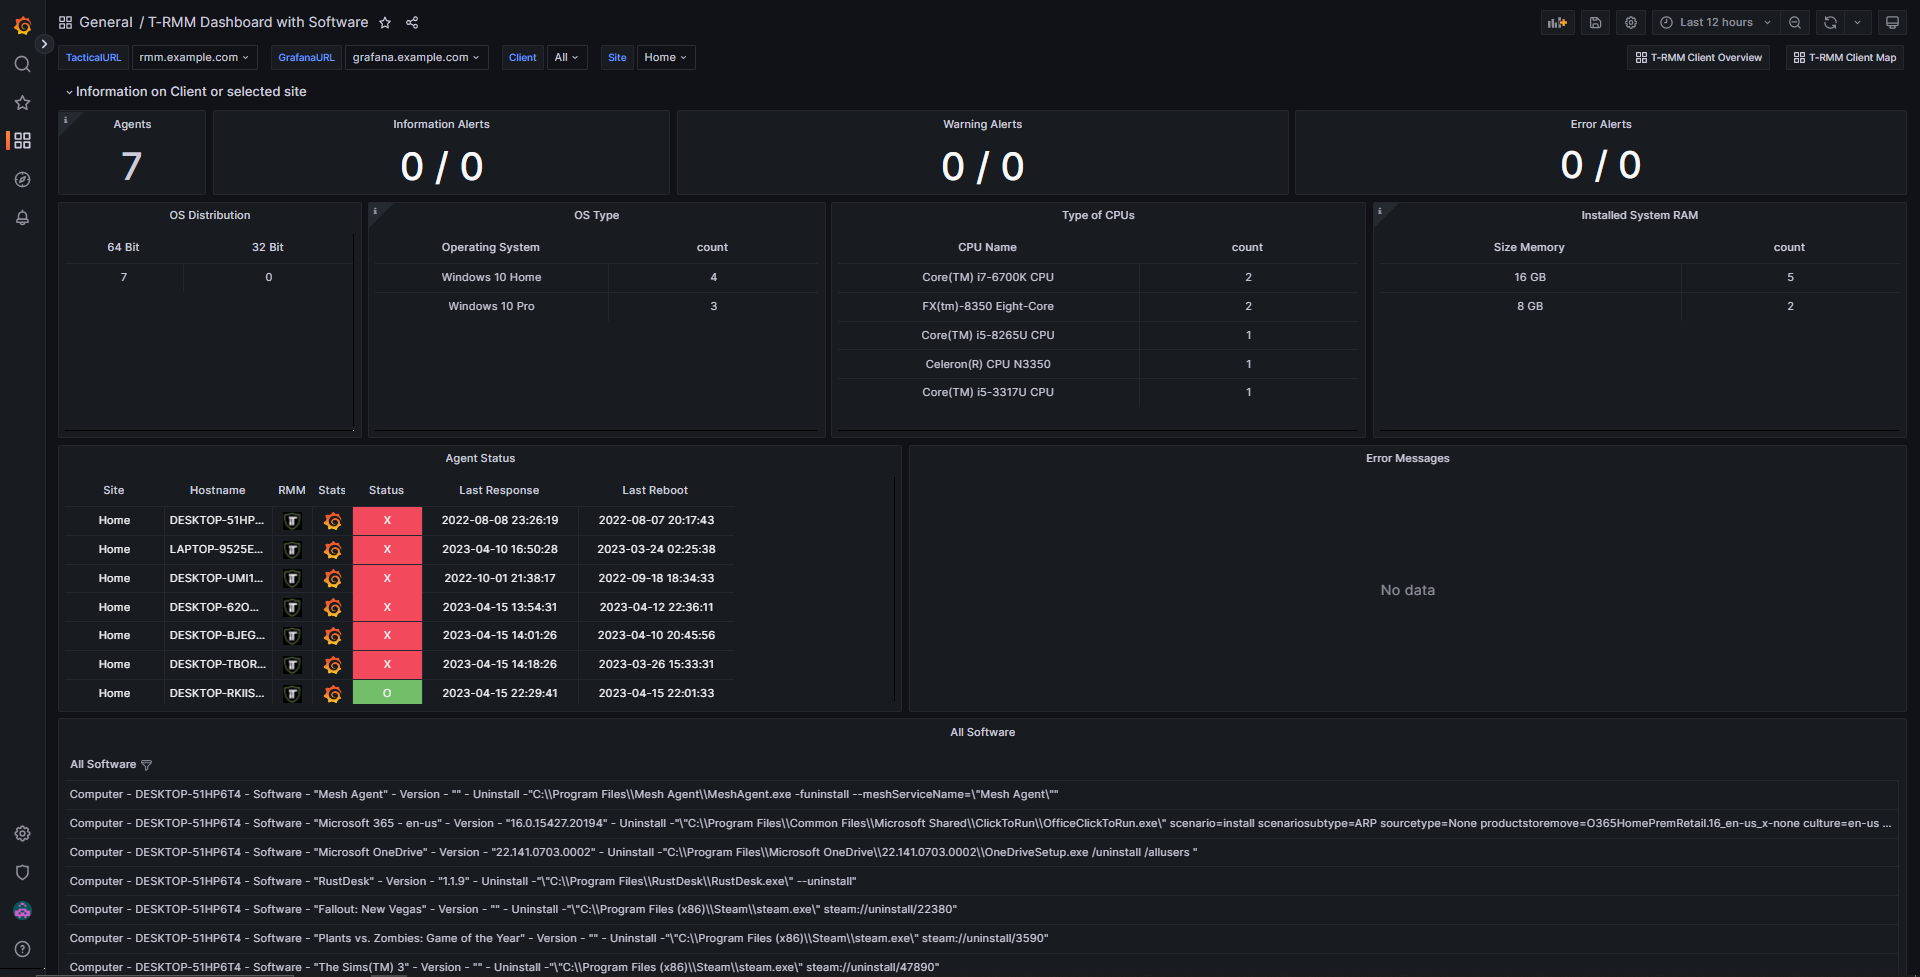 General / T-RMM Dashboard with Software
Last 12 hours
TacticalURL rmm.example.com GrafanaURL grafana.example.com Client All Site Home T-RMM Client Overview T-RMM Client Map
Information on Client or selected site
Agents
7
Information Alerts
0 / 0
Warning Alerts
0 / 0
Error Alerts
0 / 0
OS Distribution
64 Bit 32 Bit
7 0
OS Type
Operating System count
Windows 10 Home 4
Windows 10 Pro 3
Type of CPUs
CPU Name count
Core(TM) i7-6700K CPU 2
FX(tm)-8350 Eight-Core 2
Core(TM) i5-8265U CPU 1
Celeron(R) CPU N3350 1
Core(TM) i5-3317U CPU 1
Installed System RAM
Size Memory count
16 GB 5
8 GB 2
Agent Status
Site Hostname RMM Stats Status Last Response Last Reboot
Home DESKTOP-51HP... X 2022-08-08 23:26:19 2022-08-07 20:17:43
Home LAPTOP-9525E... X 2023-04-10 16:50:28 2023-03-24 02:25:38
Home DESKTOP-UMI1... X 2022-10-01 21:38:17 2022-09-18 18:34:33
Home DESKTOP-62O... X 2023-04-15 13:54:31 2023-04-12 22:36:11
Home DESKTOP-BJEG... X 2023-04-15 14:01:26 2023-04-10 20:45:56
Home DESKTOP-TBOR... X 2023-04-15 14:18:26 2023-03-26 15:33:31
Home DESKTOP-RKIIS... O 2023-04-15 22:29:41 2023-04-15 22:01:33
Error Messages
No data
All Software
All Software
Computer - DESKTOP-51HP6T4 - Software - "Mesh Agent" - Version - "" - Uninstall -"C:\\Program Files\\Mesh Agent\\MeshAgent.exe -funinstall --meshServiceName=\"Mesh Agent\""
Computer - DESKTOP-51HP6T4 - Software - "Microsoft 365 - en-us" - Version - "16.0.15427.20194" - Uninstall -"\"C:\\Program Files\\Common Files\\Microsoft Shared\\ClickToRun\\OfficeClickToRun.exe\" scenario=install scenariosubtype=ARP sourcetype=None productstoremove=O365HomePremRetail.16_en-us_x-none culture=en-us ...
Computer - DESKTOP-51HP6T4 - Software - "Microsoft OneDrive" - Version - "22.141.0703.0002" - Uninstall -"C:\\Program Files\\Microsoft OneDrive\\22.141.0703.0002\\OneDriveSetup.exe /uninstall /allusers "
Computer - DESKTOP-51HP6T4 - Software - "RustDesk" - Version - "1.1.9" - Uninstall -"\"C:\\Program Files\\RustDesk\\RustDesk.exe\" --uninstall"
Computer - DESKTOP-51HP6T4 - Software - "Fallout: New Vegas" - Version - "" - Uninstall -"\"C:\\Program Files (x86)\\Steam\\steam.exe\" steam://uninstall/22380"
Computer - DESKTOP-51HP6T4 - Software - "Plants vs. Zombies: Game of the Year" - Version - "" - Uninstall -"\"C:\\Program Files (x86)\\Steam\\steam.exe\" steam://uninstall/3590"
Computer - DESKTOP-51HP6T4 - Software - "The Sims(TM) 3" - Version - "" - Uninstall -"\"C:\\Program Files (x86)\\Steam\\steam.exe\" steam://uninstall/47890"